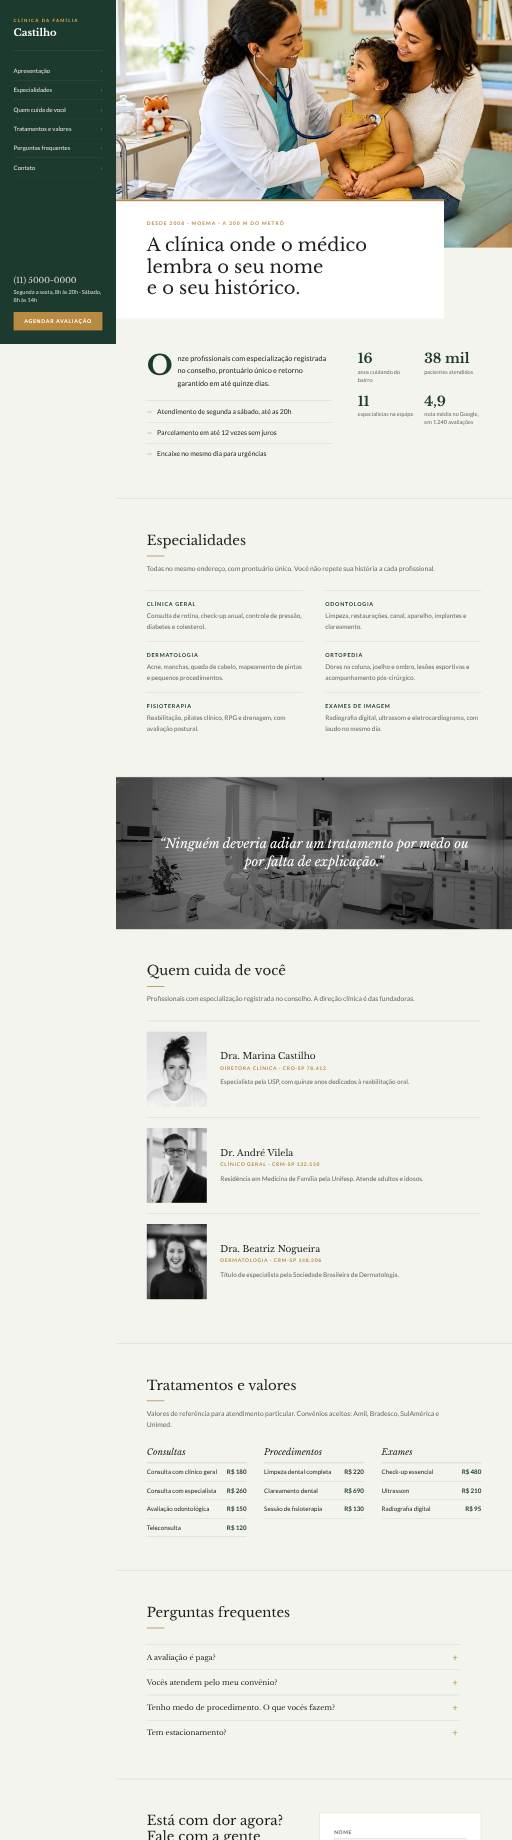 CLÍNICA DA FAMÍLIA
Castilho
Apresentação
Especialidades
Quem cuida de você
Tratamentos e valores
Perguntas frequentes
Contato
(11) 5000-0000
Segunda a sexta, 8h às 20h · Sábado,
8h às 14h
AGENDAR AVALIAÇÃO
DESDE 2008 · MOEMA · A 200 M DO METRÔ
A clínica onde o médico
lembra o seu nome
e o seu histórico.
Onze profissionais com especialização registrada
no conselho, prontuário único e retorno
garantido em até quinze dias.
— Atendimento de segunda a sábado, até as 20h
— Parcelamento em até 12 vezes sem juros
— Encaixe no mesmo dia para urgências
16
anos cuidando do
bairro
38 mil
pacientes atendidos
11
especialistas na equipe
4,9
nota média no Google,
em 1.240 avaliações
Especialidades
Todas no mesmo endereço, com prontuário único. Você não repete sua história a cada profissional.
CLÍNICA GERAL
Consulta de rotina, check-up anual, controle de pressão,
diabetes e colesterol.
ODONTOLOGIA
Limpeza, restaurações, canal, aparelho, implantes e
clareamento.
DERMATOLOGIA
Acne, manchas, queda de cabelo, mapeamento de pintas
e pequenos procedimentos.
ORTOPEDIA
Dores na coluna, joelho e ombro, lesões esportivas e
acompanhamento pós-cirúrgico.
FISIOTERAPIA
Reabilitação, pilates clínico, RPG e drenagem, com
avaliação postural.
EXAMES DE IMAGEM
Radiografia digital, ultrassom e eletrocardiograma, com
laudo no mesmo dia.
“Ninguém deveria adiar um tratamento por medo ou
por falta de explicação.”
Quem cuida de você
Profissionais com especialização registrada no conselho. A direção clínica é das fundadoras.
Dra. Marina Castilho
DIRETORA CLÍNICA · CRO-SP 78.412
Especialista pela USP, com quinze anos dedicados à reabilitação oral.
Dr. André Vilela
CLÍNICO GERAL · CRM-SP 132.550
Residência em Medicina de Família pela Unifesp. Atende adultos e idosos.
Dra. Beatriz Nogueira
DERMATOLOGIA · CRM-SP 148.206
Título de especialista pela Sociedade Brasileira de Dermatologia.
Tratamentos e valores
Valores de referência para atendimento particular. Convênios aceitos: Amil, Bradesco, SulAmérica e
Unimed.
Consultas
Consulta com clínico geral R$ 180
Consulta com especialista R$ 260
Avaliação odontológica R$ 150
Teleconsulta R$ 120
Procedimentos
Limpeza dental completa R$ 220
Clareamento dental R$ 690
Sessão de fisioterapia R$ 130
Exames
Check-up essencial R$ 480
Ultrassom R$ 210
Radiografia digital R$ 95
Perguntas frequentes
A avaliação é paga? +
Vocês atendem pelo meu convênio? +
Tenho medo de procedimento. O que vocês fazem? +
Tem estacionamento? +
Está com dor agora?
Fale com a gente
NOME